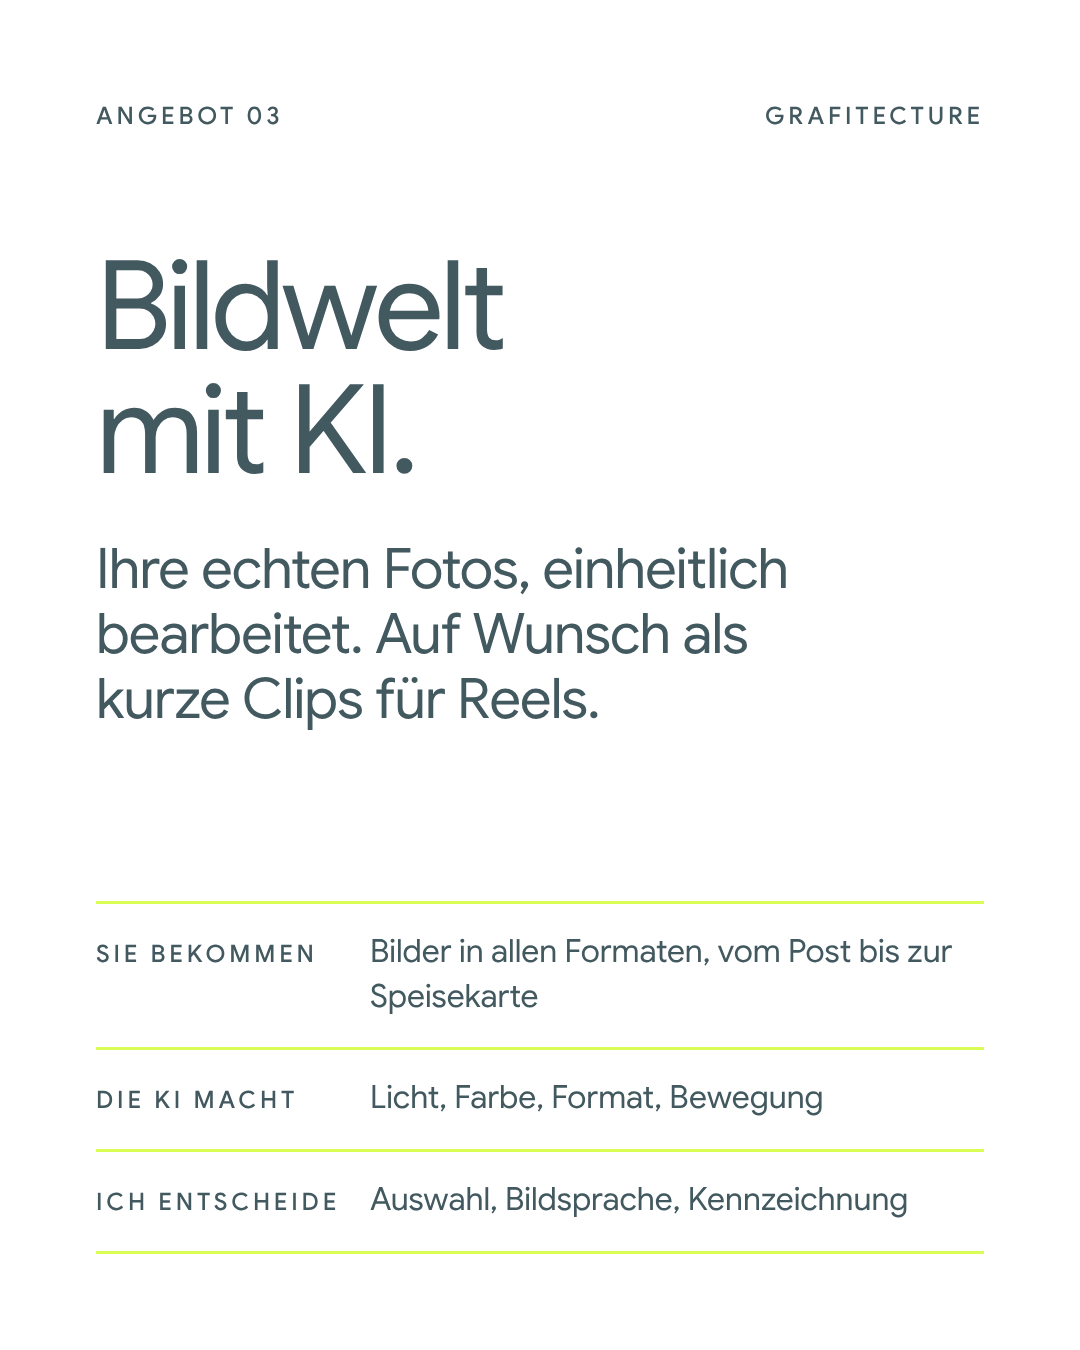 ANGEBOT 03
GRAFITECTURE
Bildwelt
mit KI.
Ihre echten Fotos, einheitlich
bearbeitet. Auf Wunsch als
kurze Clips für Reels.
SIE BEKOMMEN
Bilder in allen Formaten, vom Post bis zur
Speisekarte
DIE KI MACHT
Licht, Farbe, Format, Bewegung
ICH ENTSCHEIDE
Auswahl, Bildsprache, Kennzeichnung